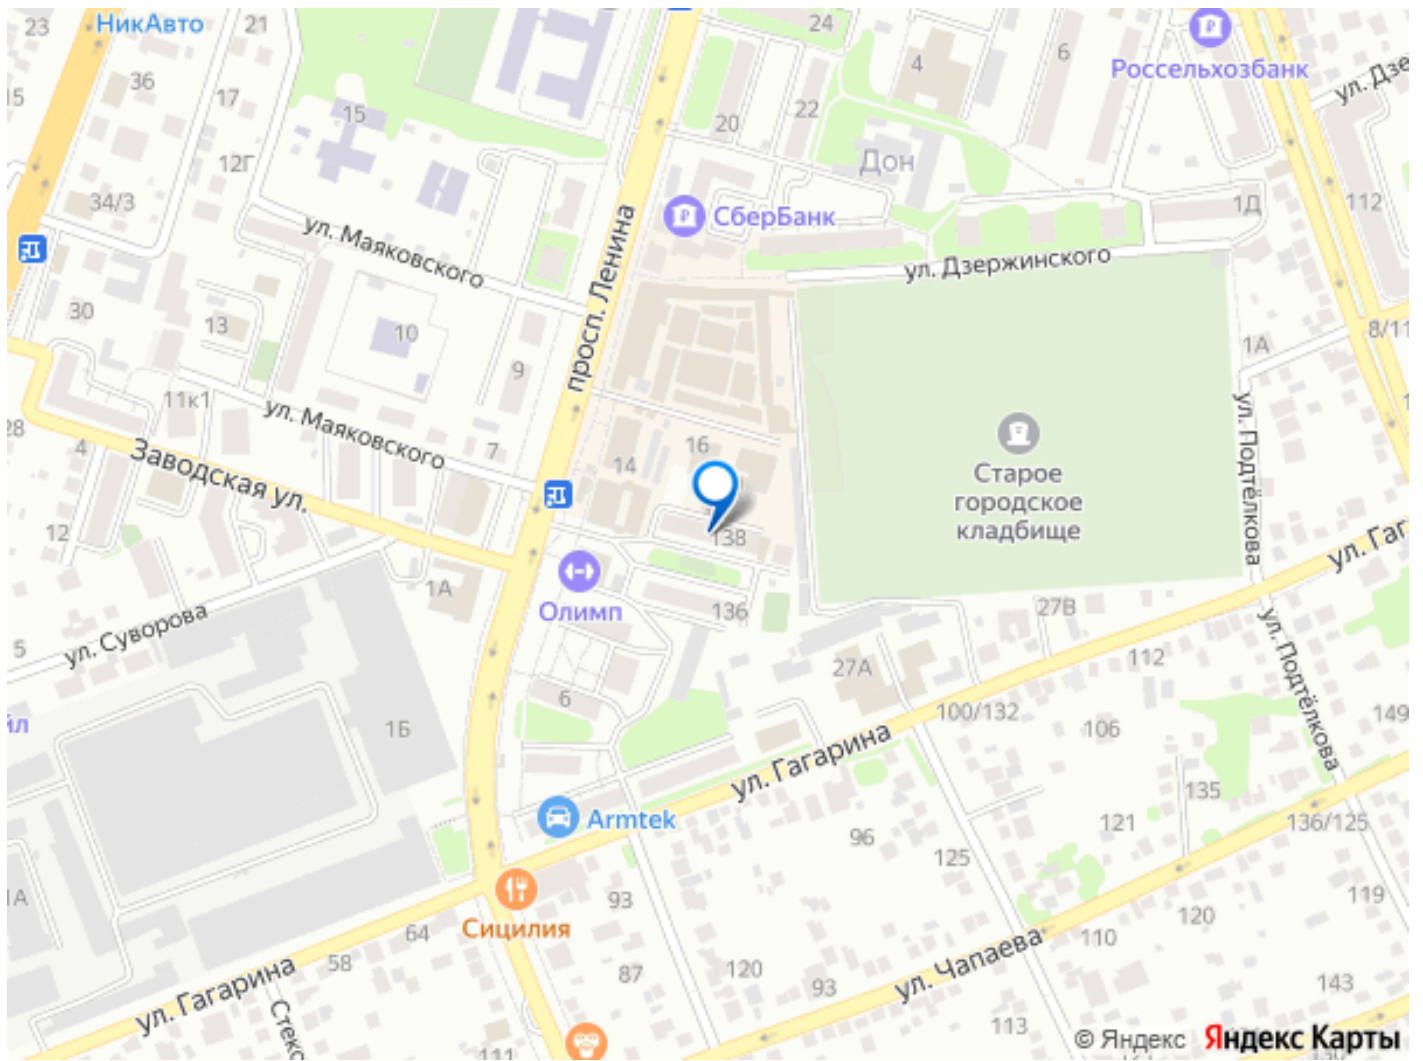 23
НикАвто
21
24
6
4
Россельхозбанк
ул. Дзе
36
17
15
20
22
12Г
Дон
34/3
112
1Д
СберБанк
ул. Маяковского
просп. Ленина
ул. Дзержинского
30
13
10
9
8/11
1А
11к1
ул. Маяковского
28
4
Заводская ул.
7
14
16
Старое
городское
кладбище
ул. Подтёлкова
12
138
ул. Гаг
1А
Олимп
136
27В
ул. Суворова
5
ул. Подтёлкова
27А
112
6
100/132
106
149
йл
1Б
ул. Гагарина
135
Armtek
96
121
136/125
125
1А
93
119
Сицилия
64
120
110
58
87
120
93
ул. Чапаева
143
ул. Гагарина
Стекс
113
111
© Яндекс Яндекс Карты